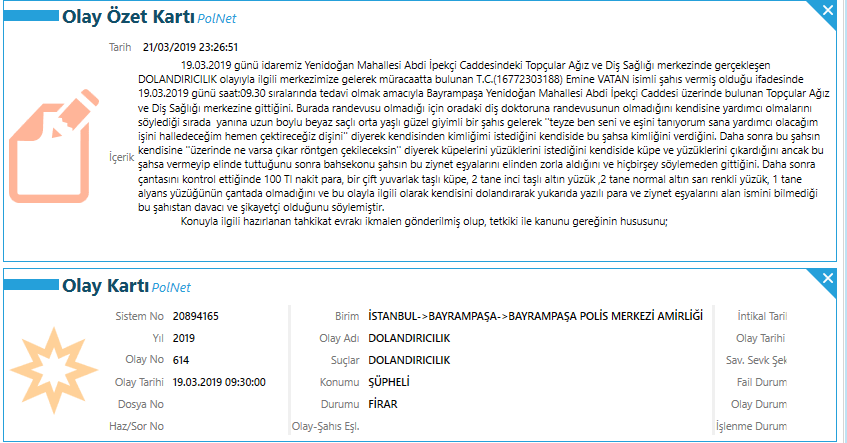 Olay Özet Kartı PolNet
Tarih 21/03/2019 23:26:51
19.03.2019 günü idaremiz Yenidoğan Mahallesi Abdi İpekçi Caddesindeki Topçular Ağız ve Diş Sağlığı merkezinde gerçekleşen
DOLANDIRICILIK olayıyla ilgili merkezimize gelerek müracaatta bulunan T.C.(16772303188) Emine VATAN isimli şahıs vermiş olduğu ifadesinde
19.03.2019 günü saat:09.30 sıralarında tedavi olmak amacıyla Bayrampaşa Yenidoğan Mahallesi Abdi İpekçi Caddesi üzerinde bulunan Topçular Ağız
ve Diş Sağlığı merkezine gittiğini. Burada randevusu olmadığı için oradaki diş doktoruna randevusunun olmadığını kendisine yardımcı olmalarını
söylediği sırada yanına uzun boylu beyaz saçlı orta yaşlı güzel giyimli bir şahıs gelerek ''teyze ben seni ve eşini tanıyorum sana yardımcı olacağım
işini halledeceğim hemen çektireceğiz dişini'' diyerek kendisinden kimliğimi istediğini kendiside bu şahsa kimliğini verdiğini. Daha sonra bu şahsın
İçerik kendisine ''üzerinde ne varsa çıkar röntgen çekileceksin'' diyerek küpelerini yüzüklerini istediğini kendiside küpe ve yüzüklerini çıkardığını ancak bu
şahsa vermeyip elinde tuttuğunu sonra bahsekonu şahsın bu ziynet eşyalarını elinden zorla aldığını ve hiçbirşey söylemeden gittiğini. Daha sonra
çantasını kontrol ettiğinde 100 Tl nakit para, bir çift yuvarlak taşlı küpe, 2 tane inci taşlı altın yüzük ,2 tane normal altın sarı renkli yüzük, 1 tane
alyans yüzüğünün çantada olmadığını ve bu olayla ilgili olarak kendisini dolandırarak yukarıda yazılı para ve ziynet eşyalarını alan ismini bilmediği
bu şahıstan davacı ve şikayetçi olduğunu söylemiştir.
Konuyla ilgili hazırlanan tahkikat evrakı ikmalen gönderilmiş olup, tetkiki ile kanunu gereğinin hususunu;
Olay Kartı PolNet
Sistem No 20894165 Birim İSTANBUL->BAYRAMPAŞA->BAYRAMPAŞA POLİS MERKEZİ AMİRLİĞİ İntikal Tari
Yıl 2019 Olay Adı DOLANDIRICILIK Olay Tarihi
Olay No 614 Suçlar DOLANDIRICILIK Sav. Sevk Şek
Olay Tarihi 19.03.2019 09:30:00 Konumu ŞÜPHELİ Fail Durum
Dosya No Durumu FİRAR Olay Durum
Haz/Sor No Olay-Şahıs Eşl. İşlenme Durum